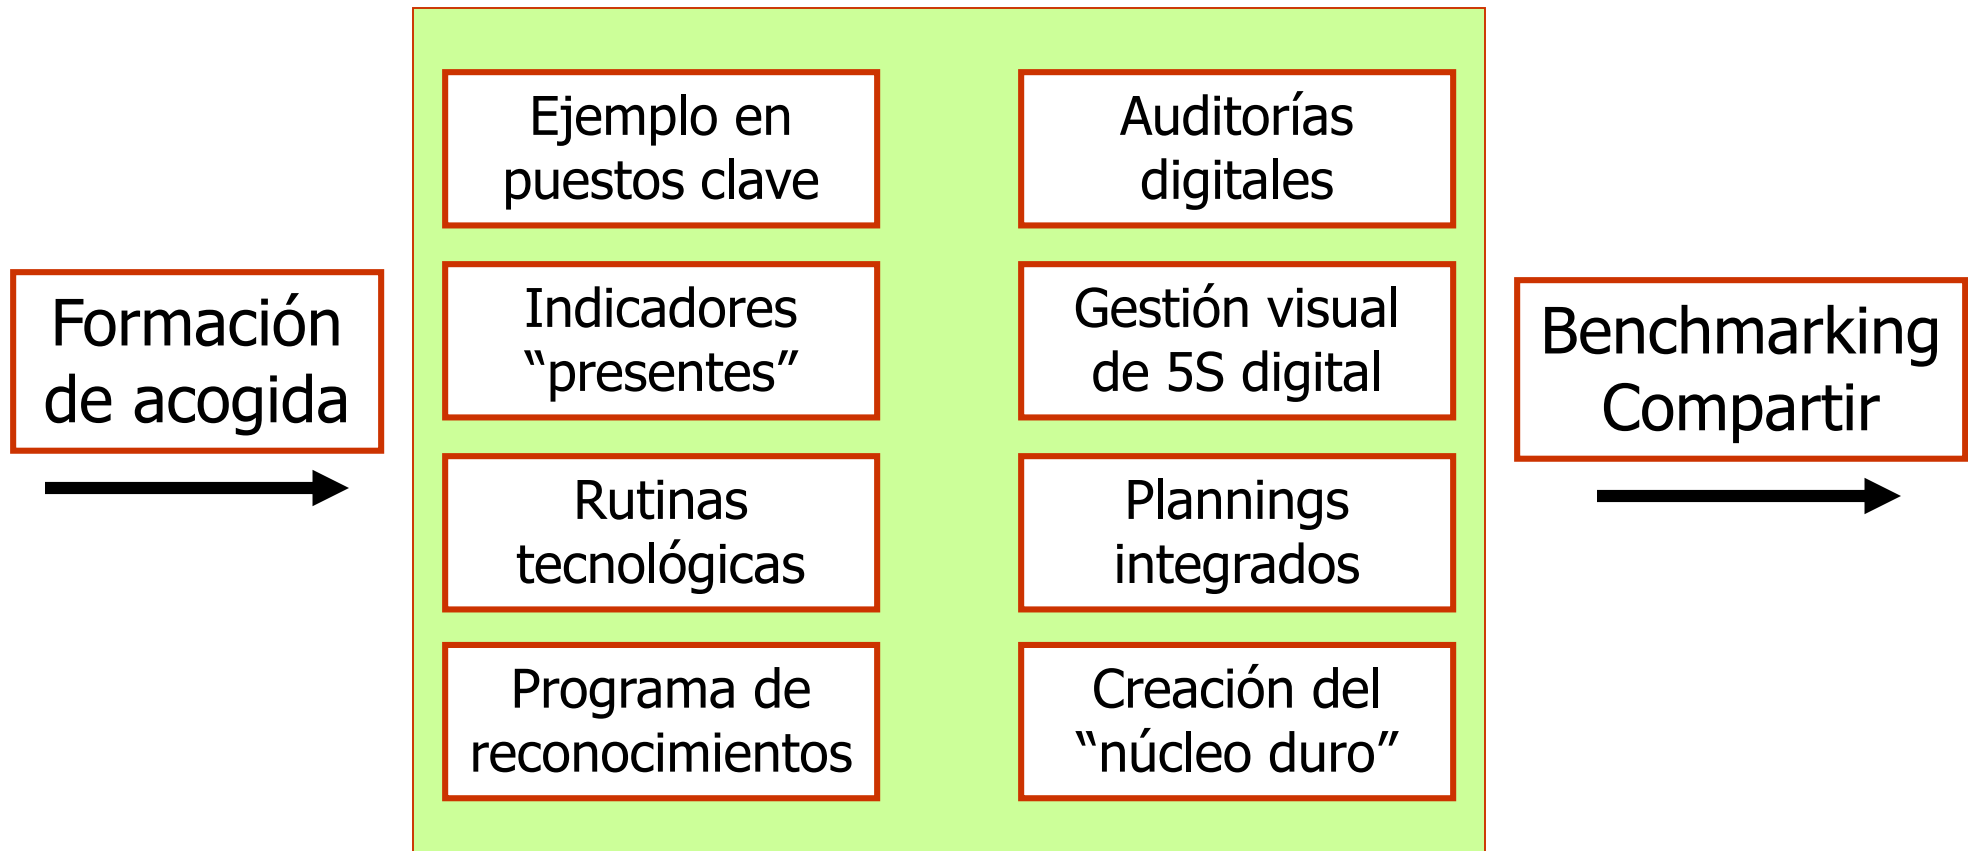 Formación
de acogida
Ejemplo en
puestos clave
Auditorías
digitales
Indicadores
“presentes”
Gestión visual
de 5S digital
Rutinas
tecnológicas
Plannings
integrados
Programa de
reconocimientos
Creación del
“núcleo duro”
Benchmarking
Compartir